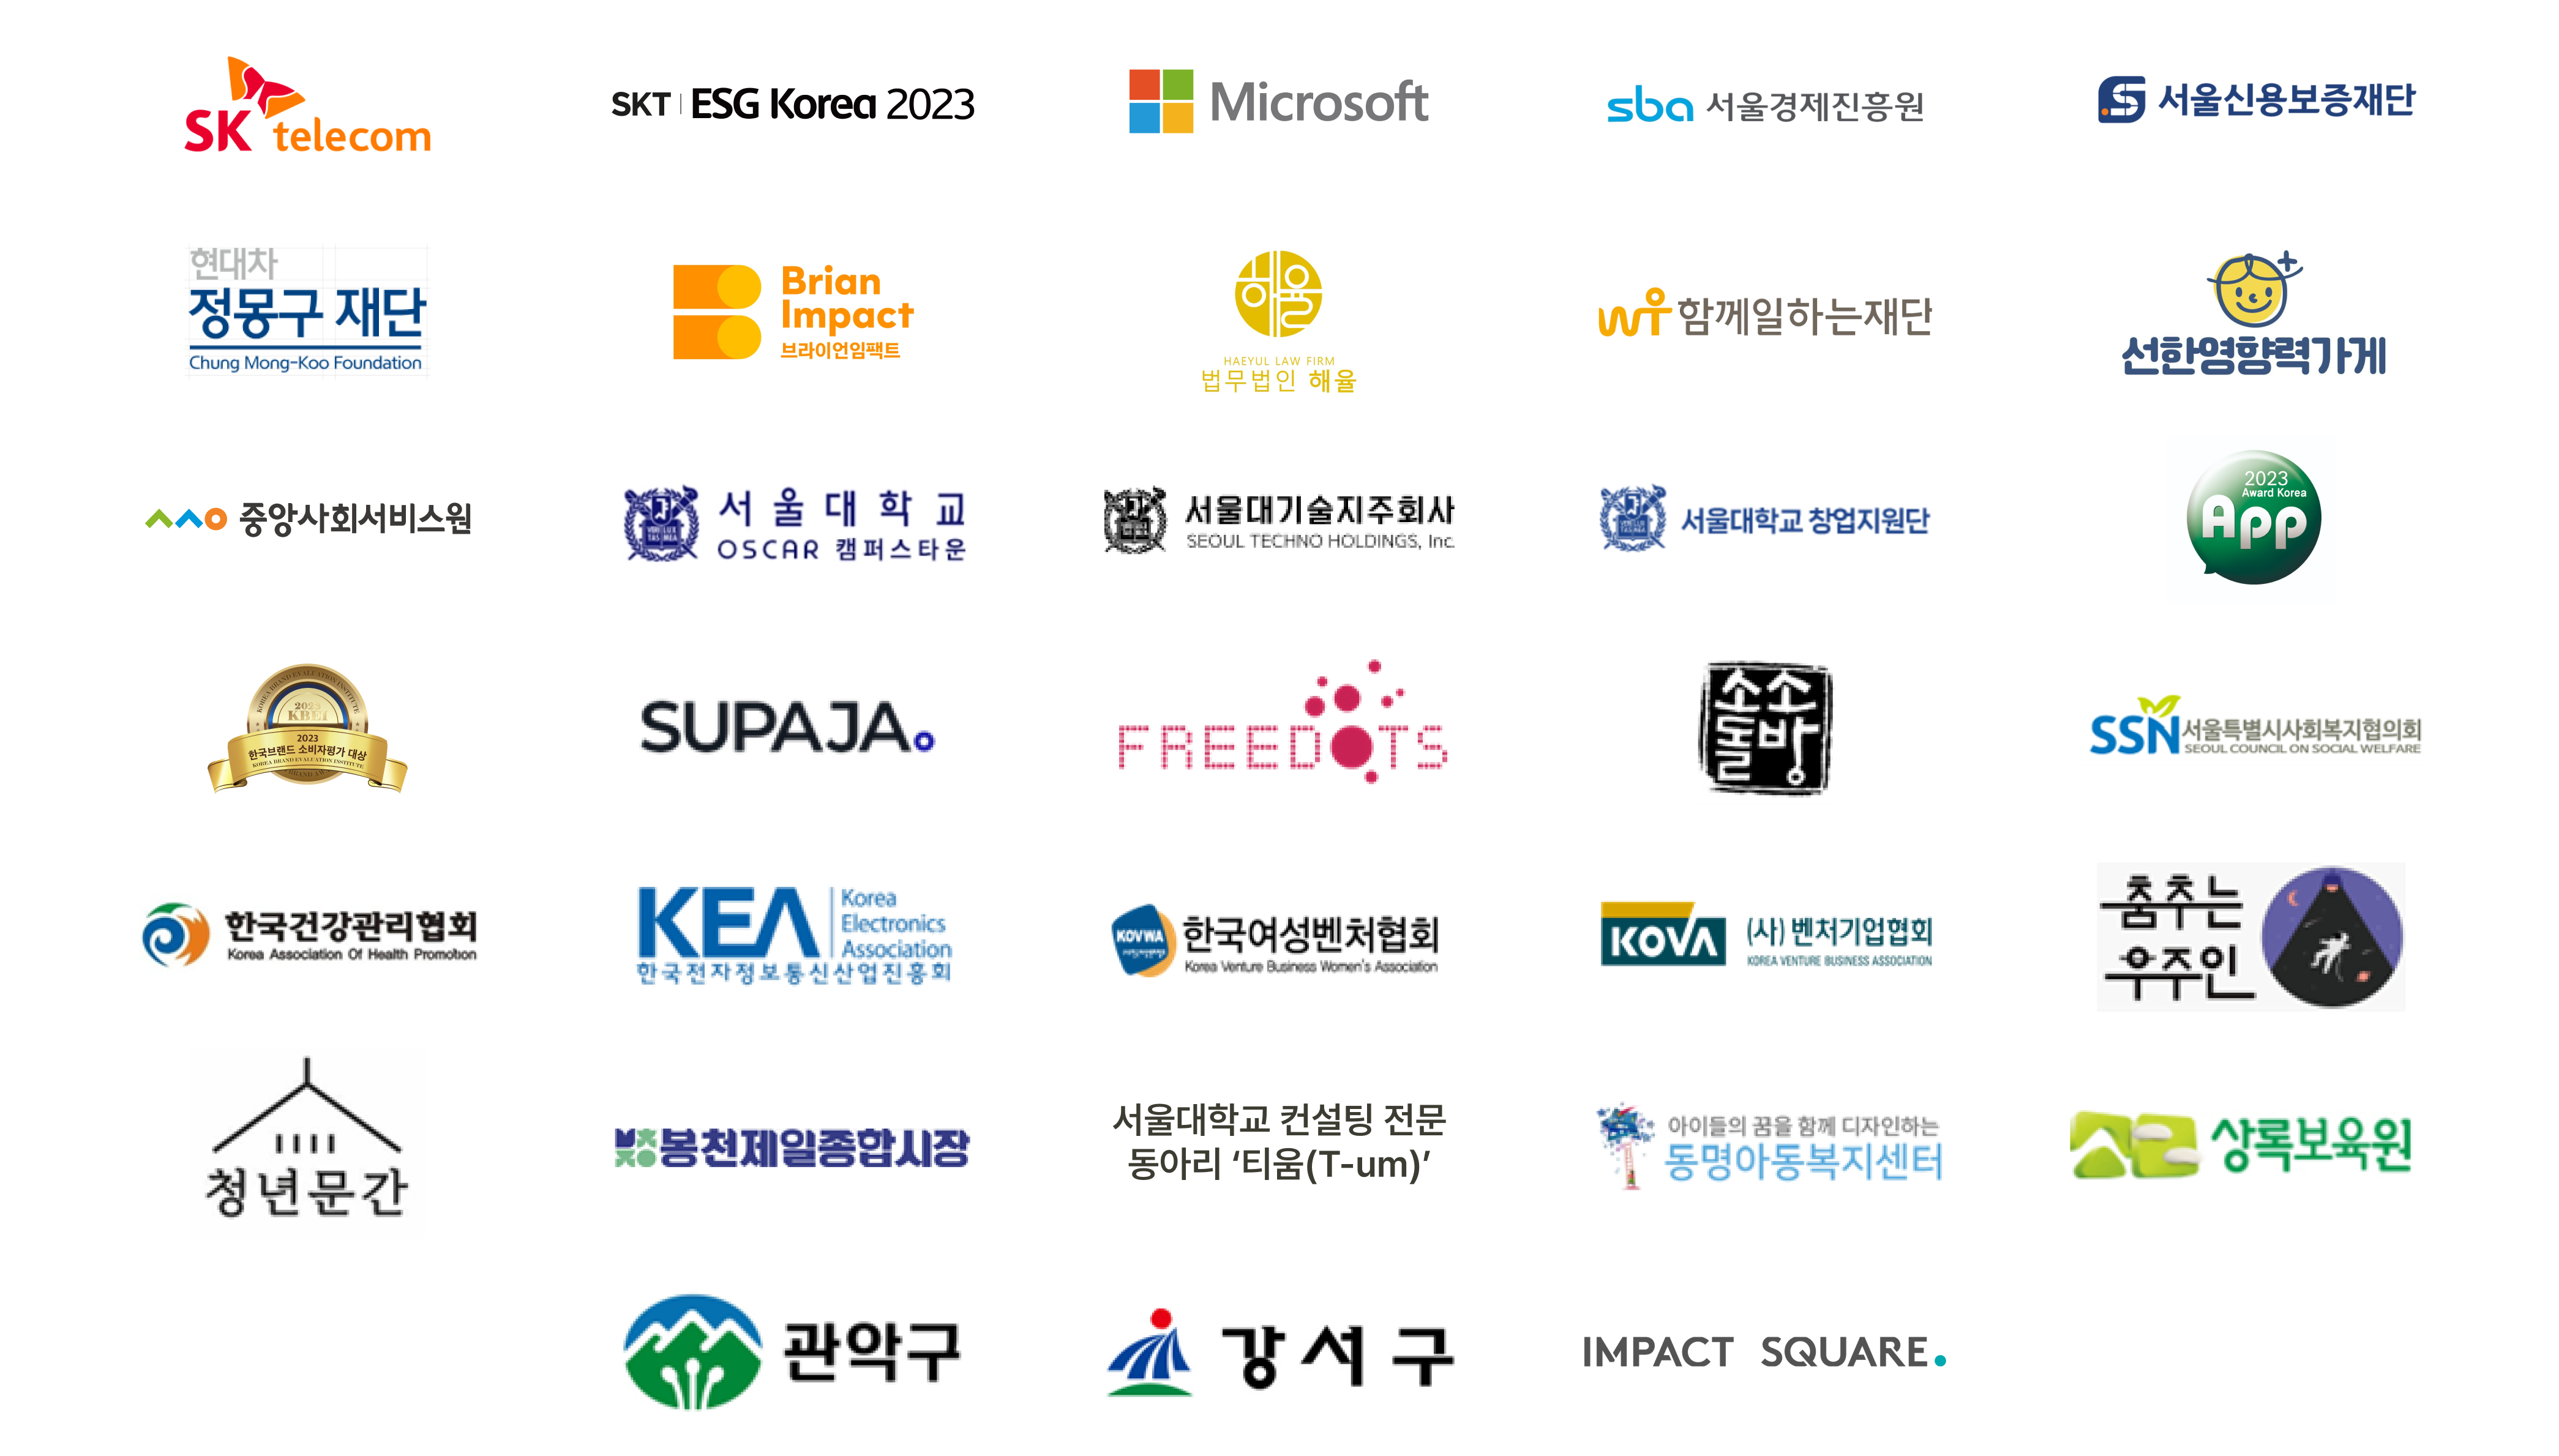 SK telecom
SKT | ESG Korea 2023
Microsoft
sba 서울경제진흥원
서울신용보증재단
현대차
정몽구 재단
Chung Mong-Koo Foundation
Brian
Impact
브라이언임팩트
해율
HAEYUL LAW FIRM
법무법인 해율
함께일하는재단
선한영향력가게
중앙사회서비스원
서울대학교
OSCAR 캠퍼스타운
서울대기술지주회사
SEOUL TECHNO HOLDINGS, Inc.
서울대학교 창업지원단
2023
Award Korea
App
KOREA BRAND EVALUATION INSTITUTE
2023
KBEI
2023
한국브랜드 소비자평가 대상
KOREA BRAND EVALUATION INSTITUTE
SUPAJA
FREEDOTS
소소
돌방
SSN 서울특별시사회복지협의회
SEOUL COUNCIL ON SOCIAL WELFARE
한국건강관리협회
Korea Association Of Health Promotion
KEA
Korea
Electronics
Association
한국전자정보통신산업진흥회
KOVWA
한국여성벤처협회
Korea Venture Business Women's Association
KOVA
(사) 벤처기업협회
KOREA VENTURE BUSINESS ASSOCIATION
춤추는
우주인
청년문간
봉천제일종합시장
서울대학교 컨설팅 전문
동아리 ‘티움(T-um)’
아이들의 꿈을 함께 디자인하는
동명아동복지센터
상록보육원
관악구
강서구
IMPACT SQUARE.